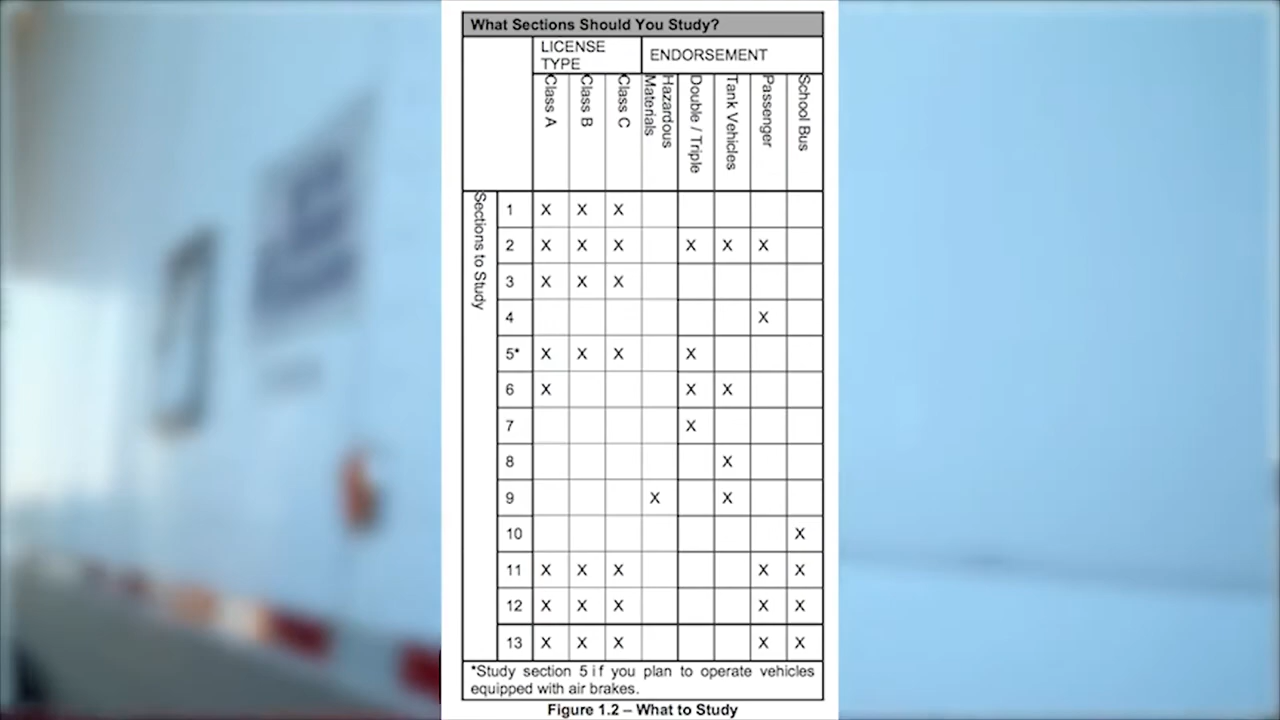 What Sections Should You Study?
LICENSE
TYPE
ENDORSEMENT
Class A
Class B
Class C
Hazardous
Materials
Double / Triple
Tank Vehicles
Passenger
School Bus
Sections to Study
1 X X X
2 X X X X X X
3 X X X
4 X
5* X X X X
6 X X X
7 X
8 X
9 X X
10 X
11 X X X X X
12 X X X X X
13 X X X X X
*Study section 5 if you plan to operate vehicles
equipped with air brakes.
Figure 1.2 – What to Study